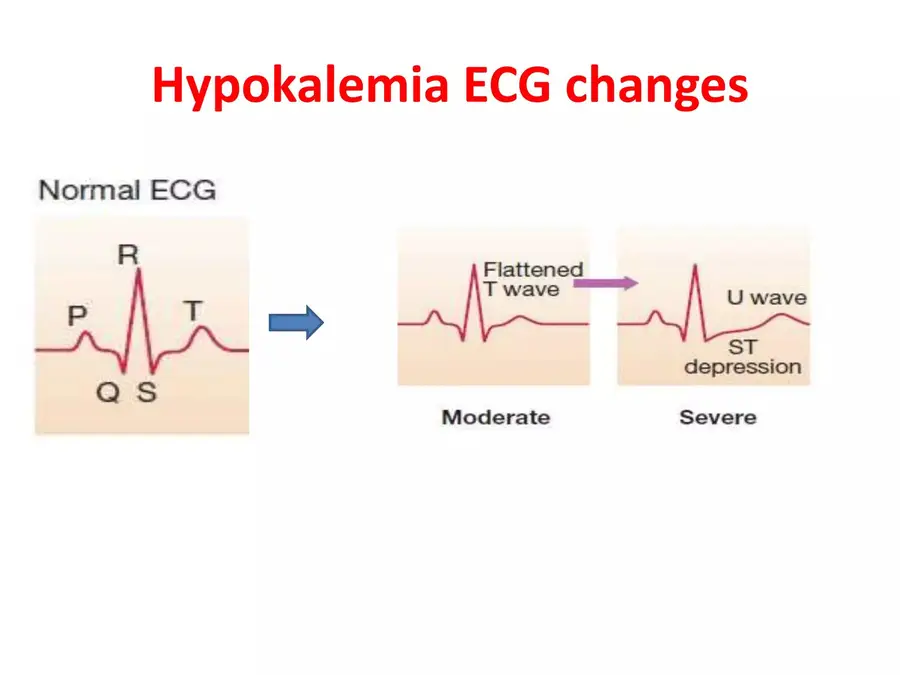 Hypokalemia ECG changes
Normal ECG
R
P
T
Q S
Flattened
T wave
Moderate
U wave
ST
depression
Severe